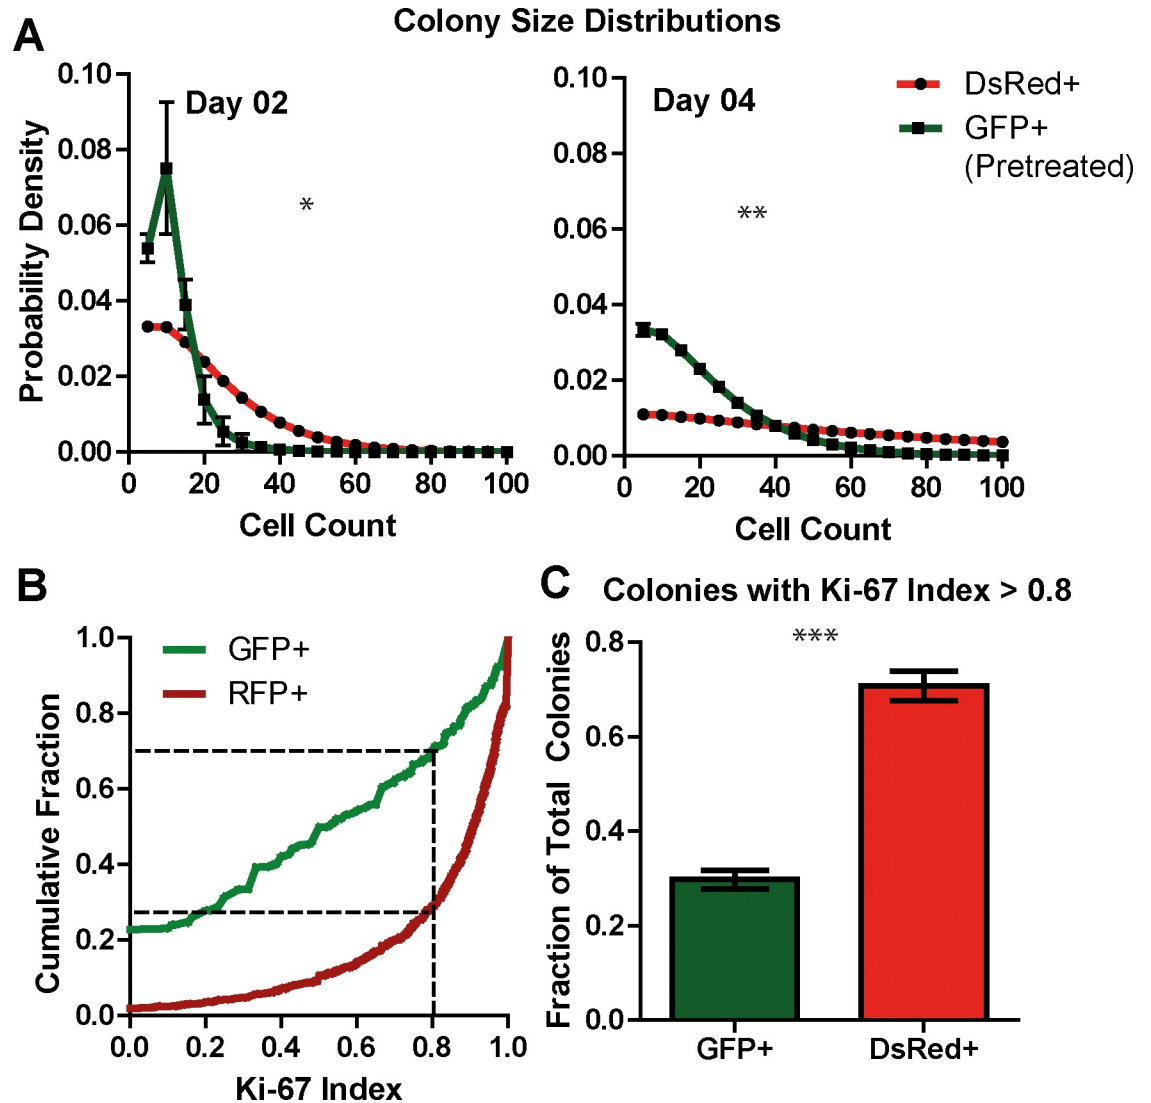 Colony Size Distributions
A
Day 02
Probability Density
0.10
0.08
0.06
0.04
0.02
0.00
*
0 20 40 60 80 100
Cell Count
Day 04
0.10
0.08
0.06
0.04
0.02
0.00
**
0 20 40 60 80 100
Cell Count
DsRed+
GFP+
(Pretreated)
B
GFP+
RFP+
Cumulative Fraction
1.0
0.8
0.6
0.4
0.2
0.0
0.0 0.2 0.4 0.6 0.8 1.0
Ki-67 Index
C
Colonies with Ki-67 Index > 0.8
***
Fraction of Total Colonies
0.8
0.6
0.4
0.2
0.0
GFP+ DsRed+